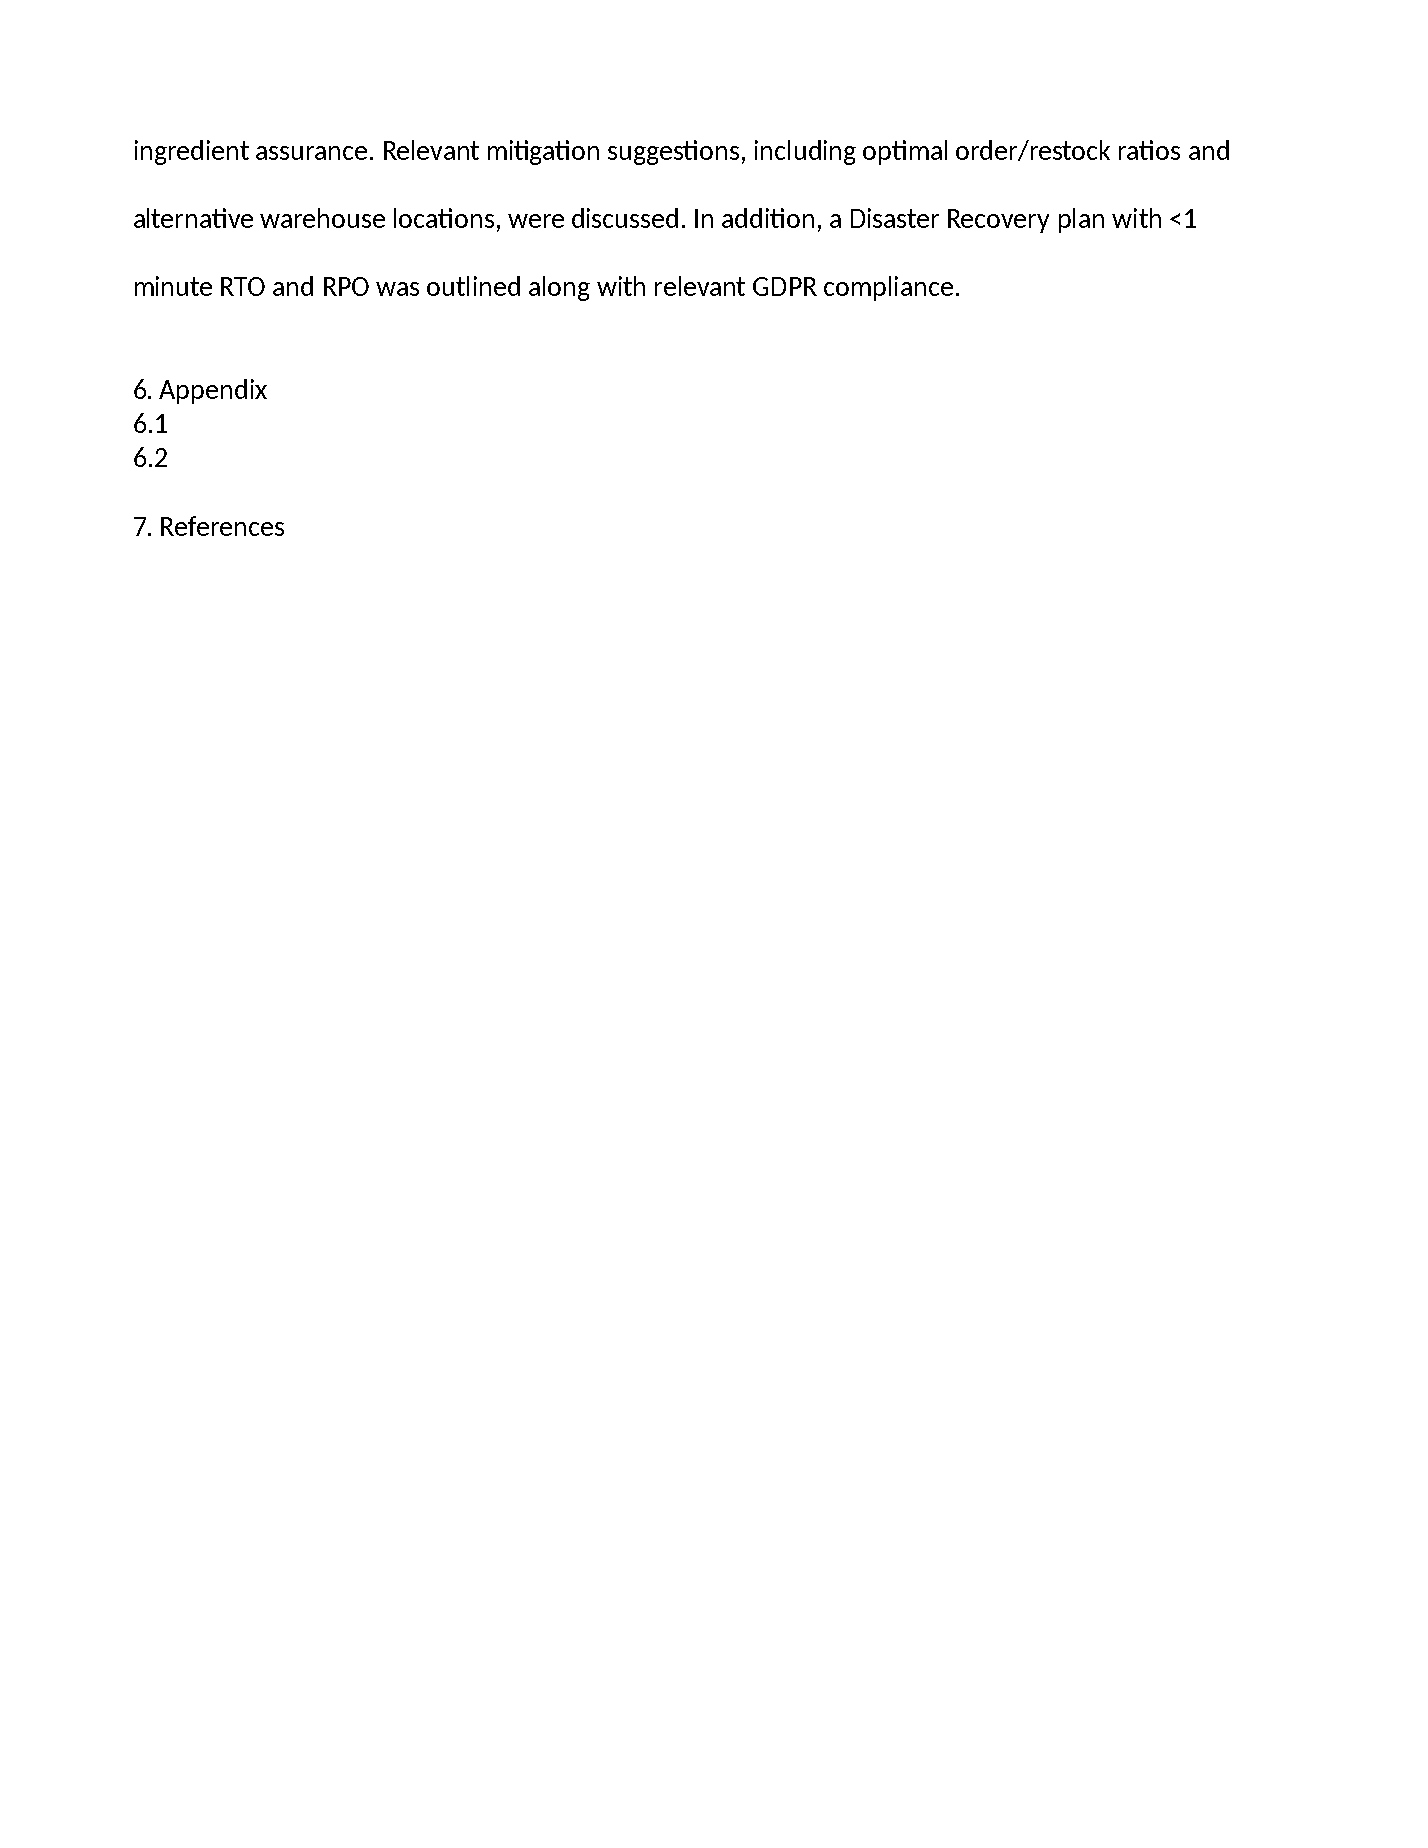 ingredient assurance. Relevant mitigation suggestions, including optimal order/restock ratios and
alternative warehouse locations, were discussed. In addition, a Disaster Recovery plan with <1
minute RTO and RPO was outlined along with relevant GDPR compliance.
6. Appendix
6.1
6.2
7. References